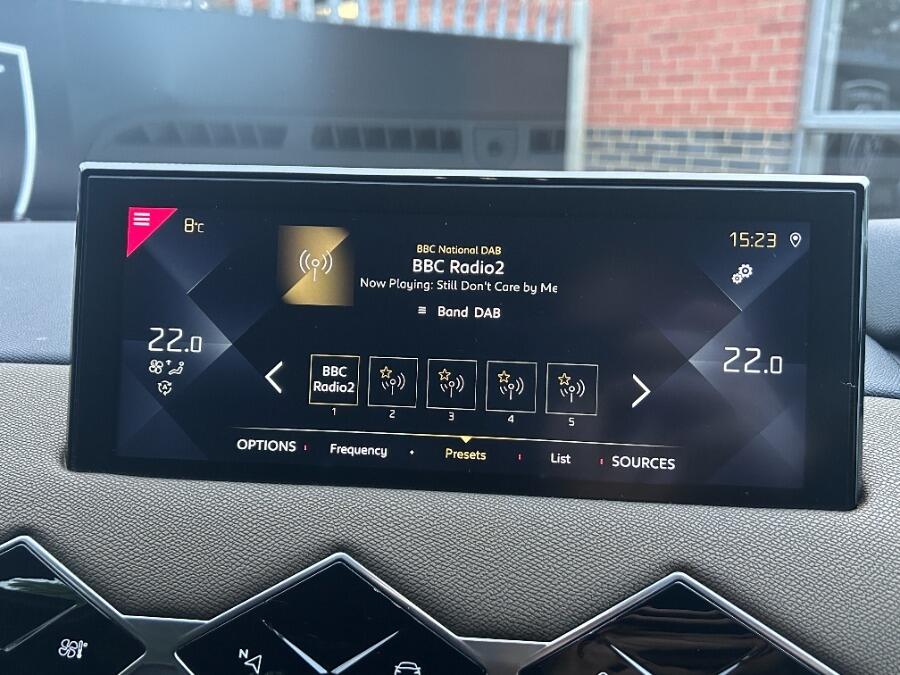 8°C
15:23
BBC National DAB
BBC Radio2
Now Playing: Still Don't Care by Me
Band DAB
22.0
22.0
A
BBC
Radio2
1
2
3
4
5
OPTIONS
Frequency
Presets
List
SOURCES
N